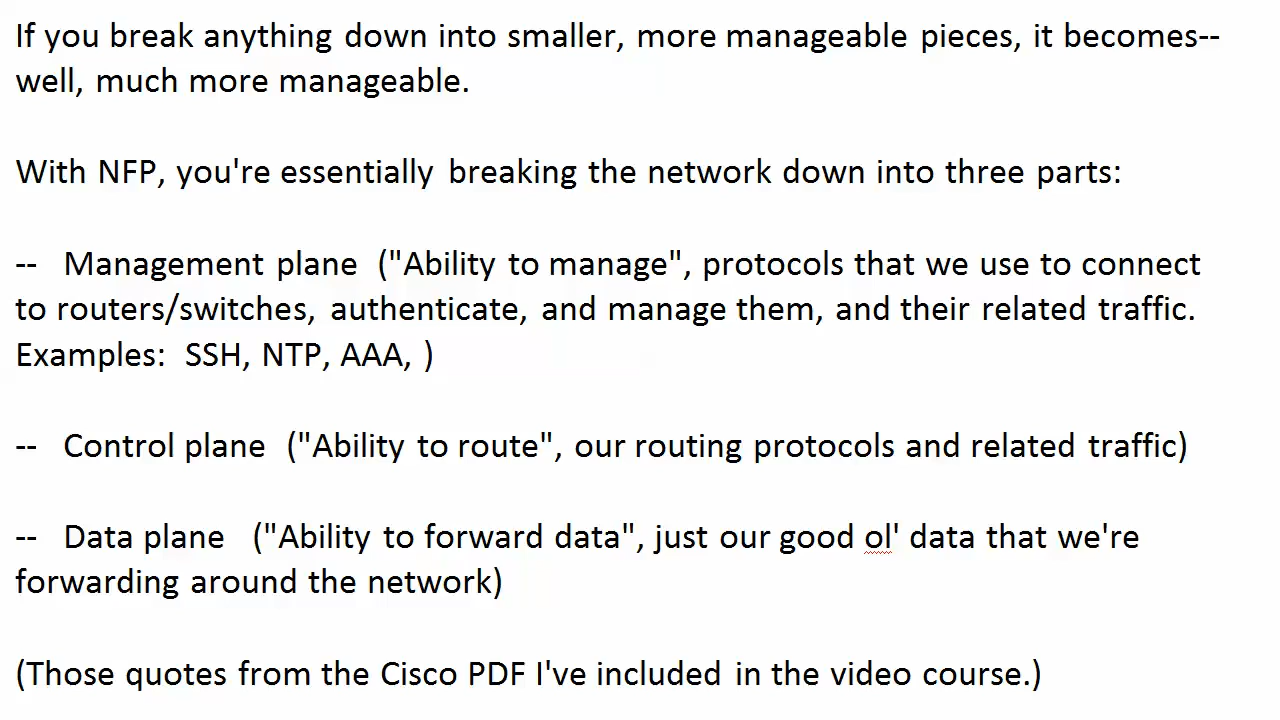 If you break anything down into smaller, more manageable pieces, it becomes--
well, much more manageable.
With NFP, you're essentially breaking the network down into three parts:
-- Management plane ("Ability to manage", protocols that we use to connect
to routers/switches, authenticate, and manage them, and their related traffic.
Examples: SSH, NTP, AAA, )
-- Control plane ("Ability to route", our routing protocols and related traffic)
-- Data plane ("Ability to forward data", just our good ol' data that we're
forwarding around the network)
(Those quotes from the Cisco PDF I've included in the video course.)